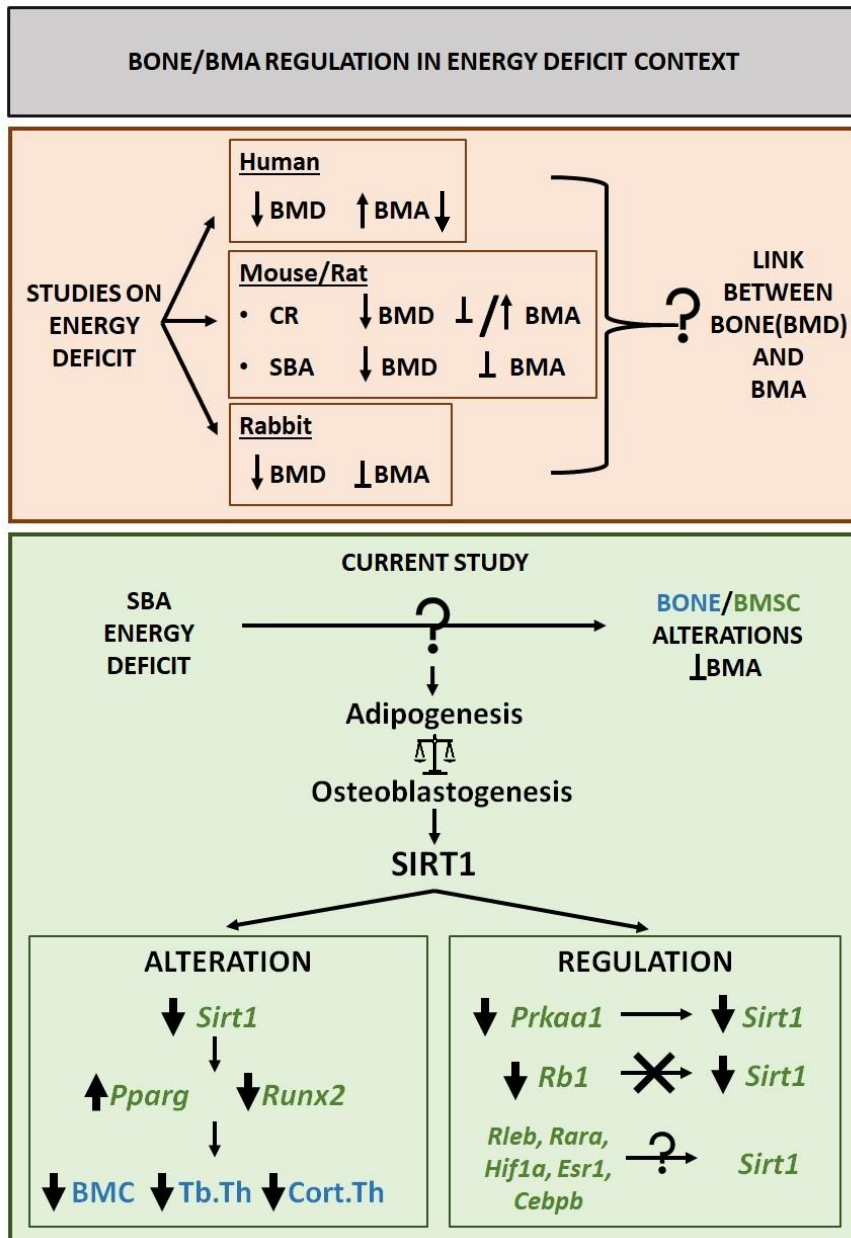 BONE/BMA REGULATION IN ENERGY DEFICIT CONTEXT
STUDIES ON
ENERGY
DEFICIT
Human
↓ BMD ↑ BMA ↓
Mouse/Rat
• CR ↓ BMD ⊥/↑ BMA
• SBA ↓ BMD ⊥ BMA
Rabbit
↓ BMD ⊥ BMA
?
LINK
BETWEEN
BONE(BMD)
AND
BMA
CURRENT STUDY
SBA
ENERGY
DEFICIT
?
BONE/BMSC
ALTERATIONS
⊥BMA
Adipogenesis
Osteoblastogenesis
SIRT1
ALTERATION
↓ Sirt1
↑ Pparg ↓ Runx2
↓ BMC ↓ Tb.Th ↓ Cort.Th
REGULATION
↓ Prkaa1 → ↓ Sirt1
↓ Rb1 ↓ Sirt1
Rleb, Rara,
Hif1a, Esr1, ? Sirt1
Cebpb